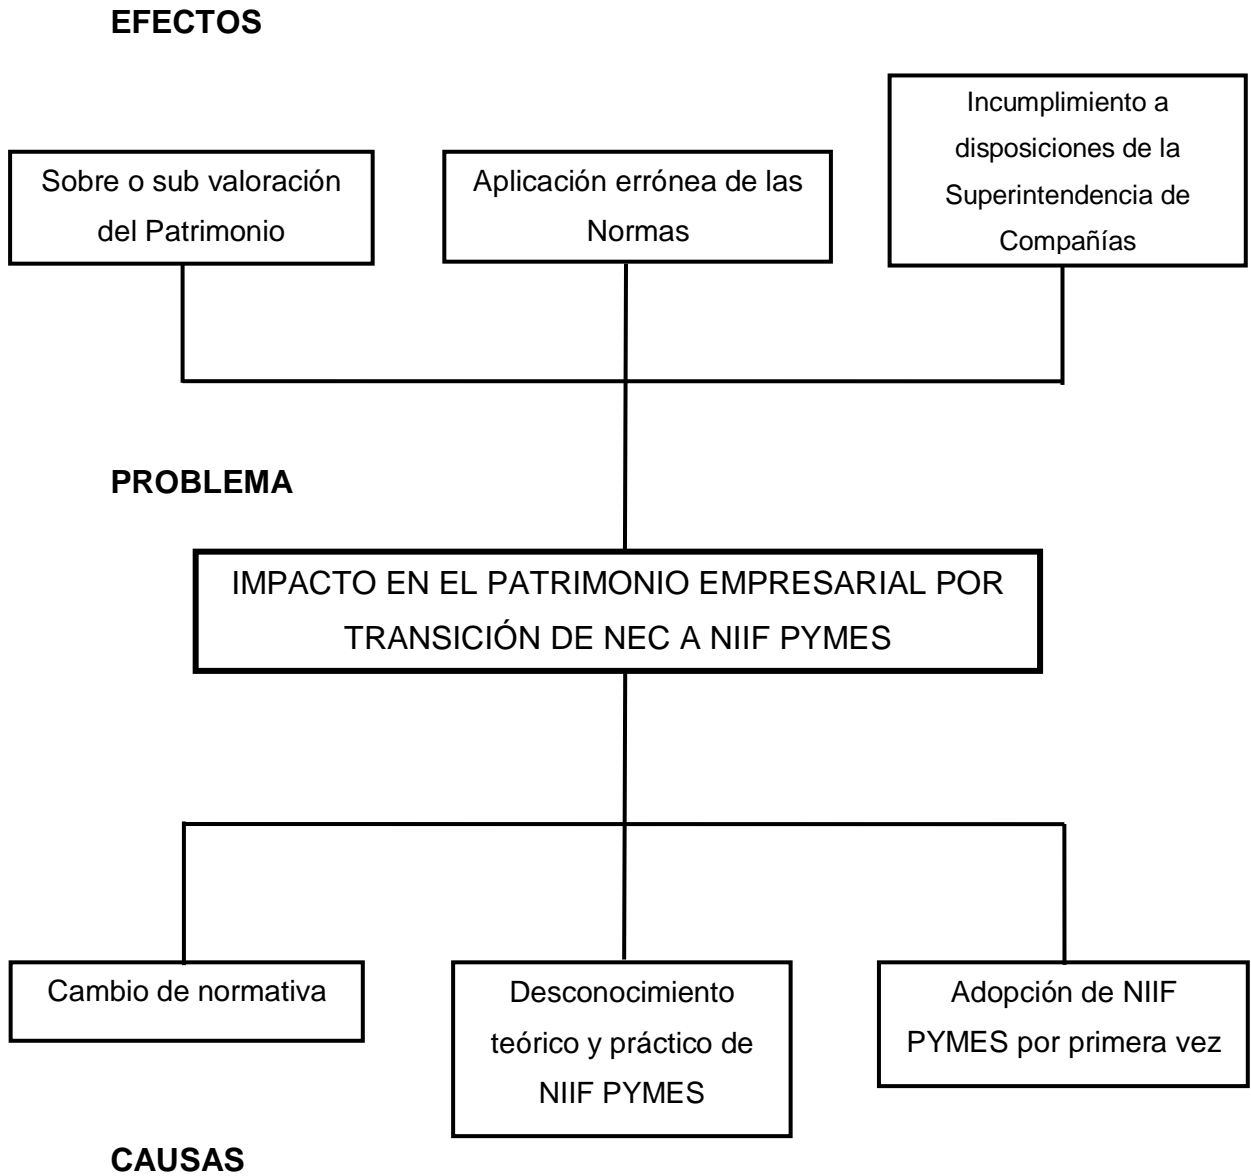 EFECTOS
Sobre o sub valoración
del Patrimonio
Aplicación errónea de las
Normas
Incumplimiento a
disposiciones de la
Superintendencia de
Compañías
PROBLEMA
IMPACTO EN EL PATRIMONIO EMPRESARIAL POR
TRANSICIÓN DE NEC A NIIF PYMES
Cambio de normativa
Desconocimiento
teórico y práctico de
NIIF PYMES
Adopción de NIIF
PYMES por primera vez
CAUSAS